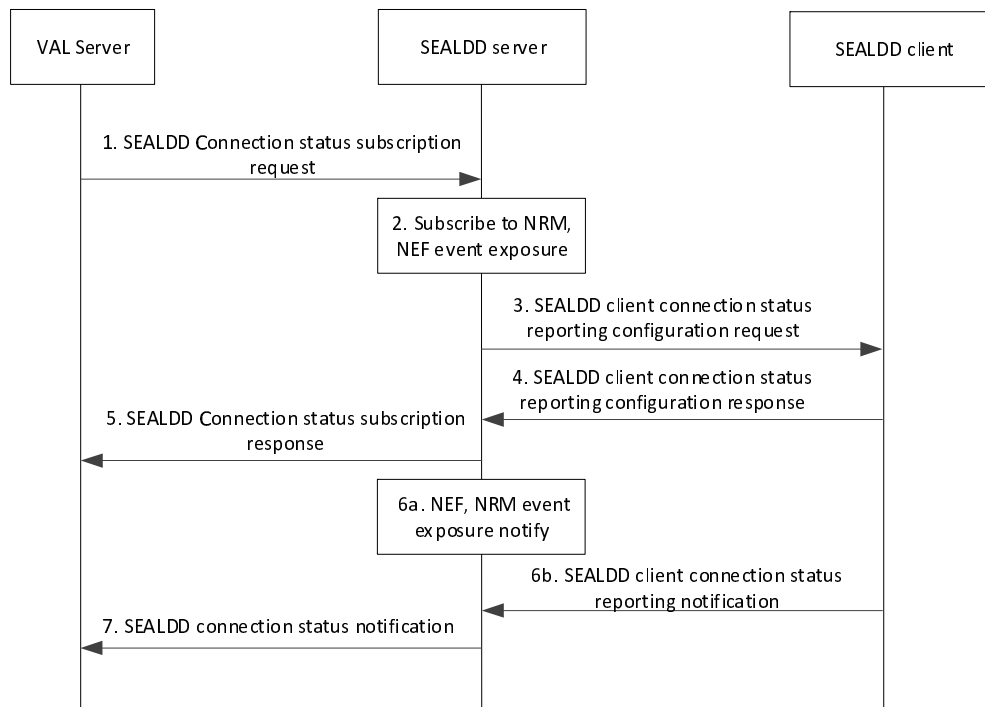 VAL Server
SEALDD server
SEALDD client
1. SEALDD Connection status subscription
request
2. Subscribe to NRM,
NEF event exposure
3. SEALDD client connection status
reporting configuration request
4. SEALDD client connection status
reporting configuration response
5. SEALDD Connection status subscription
response
6a. NEF, NRM event
exposure notify
6b. SEALDD client connection status
reporting notification
7. SEALDD connection status notification